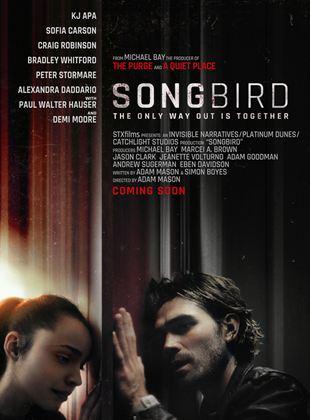 KJ APA
SOFIA CARSON
CRAIG ROBINSON
BRADLEY WHITFORD
PETER STORMARE
ALEXANDRA DADDARIO
WITH
PAUL WALTER HAUSER
AND
DEMI MOORE
FROM MICHAEL BAY THE PRODUCER OF
THE PURGE AND A QUIET PLACE
SONGBIRD
THE ONLY WAY OUT IS TOGETHER
STXfilms PRESENTS AN INVISIBLE NARRATIVES/PLATINUM DUNES/
CATCHLIGHT STUDIOS PRODUCTION "SONGBIRD"
PRODUCERS MICHAEL BAY MARCEI A. BROWN
JASON CLARK JEANETTE VOLTURNO ADAM GOODMAN
ANDREW SUGERMAN EBEN DAVIDSON
WRITTEN BY ADAM MASON & SIMON BOYES
DIRECTED BY ADAM MASON
COMING SOON